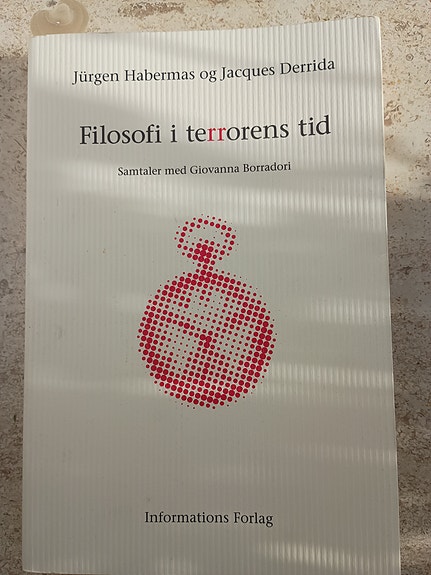 Jürgen Habermas og Jacques Derrida
Filosofi i terrorens tid
Samtaler med Giovanna Borradori
Informations Forlag